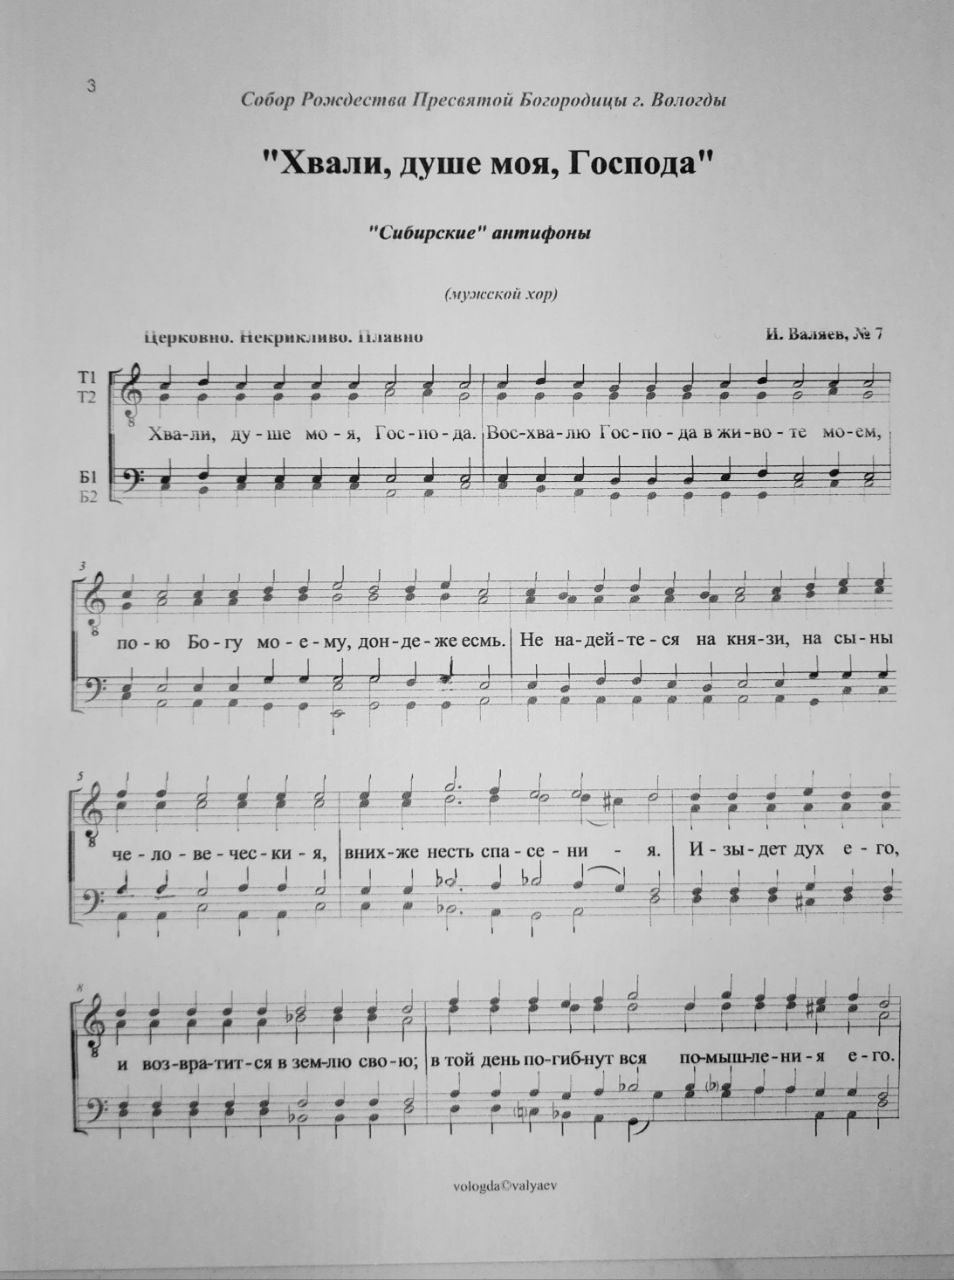 3
Собор Рождества Пресвятой Богородицы г. Вологды
"Хвали, душе моя, Господа"
"Сибирские" антифоны
(мужской хор)
Церковно. Некрикливо. Плавно
И. Валяев, № 7
Т1
Т2
8
Хва-ли, ду - ше мо - я, Гос - по - да. Вос-хва-лю Гос-по - да в жи-во - те мо-ем,
Б1
Б2
3
8
по - ю Бо - гу мо - е - му, дон - де - же есмь. Не на-дей-те - ся на кня-зи, на сы-ны
5
8
че - ло - ве - чес - ки - я, вних-же несть спа - се - ни - я. И - зы - дет дух е - го,
8
8
и воз-вра-тит-ся в зем-лю сво-ю; в той день по-гиб-нут вся по-мыш-ле-ни - я е - го.
vologda©valyaev